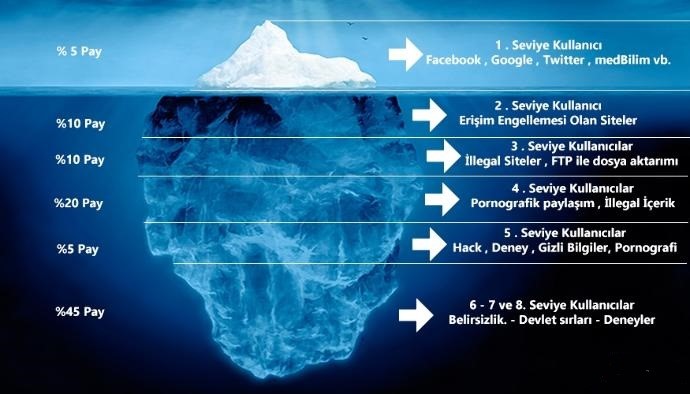 % 5 Pay
1 . Seviye Kullanıcı
Facebook , Google , Twitter , medBilim vb.
%10 Pay
2 . Seviye Kullanıcı
Erişim Engellemesi Olan Siteler
%10 Pay
3 . Seviye Kullanıcılar
İllegal Siteler , FTP ile dosya aktarımı
%20 Pay
4 . Seviye Kullanıcılar
Pornografik paylaşım , İllegal İçerik
%5 Pay
5 . Seviye Kullanıcılar
Hack , Deney , Gizli Bilgiler, Pornografi
%45 Pay
6 - 7 ve 8. Seviye Kullanıcılar
Belirsizlik. - Devlet sırları - Deneyler